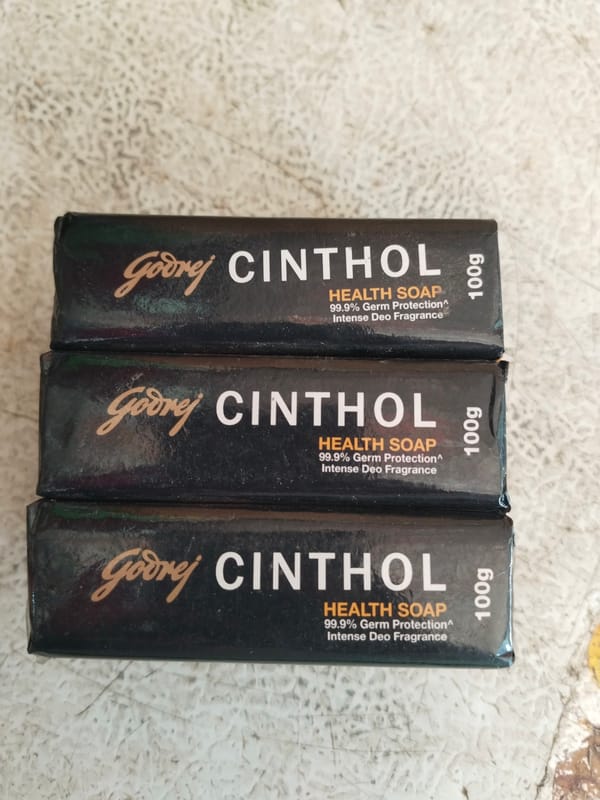 Godrej CINTHOL
HEALTH SOAP
99.9% Germ Protection^
Intense Deo Fragrance
100g
Godrej CINTHOL
HEALTH SOAP
99.9% Germ Protection^
Intense Deo Fragrance
100g
Godrej CINTHOL
HEALTH SOAP
99.9% Germ Protection^
Intense Deo Fragrance
100g